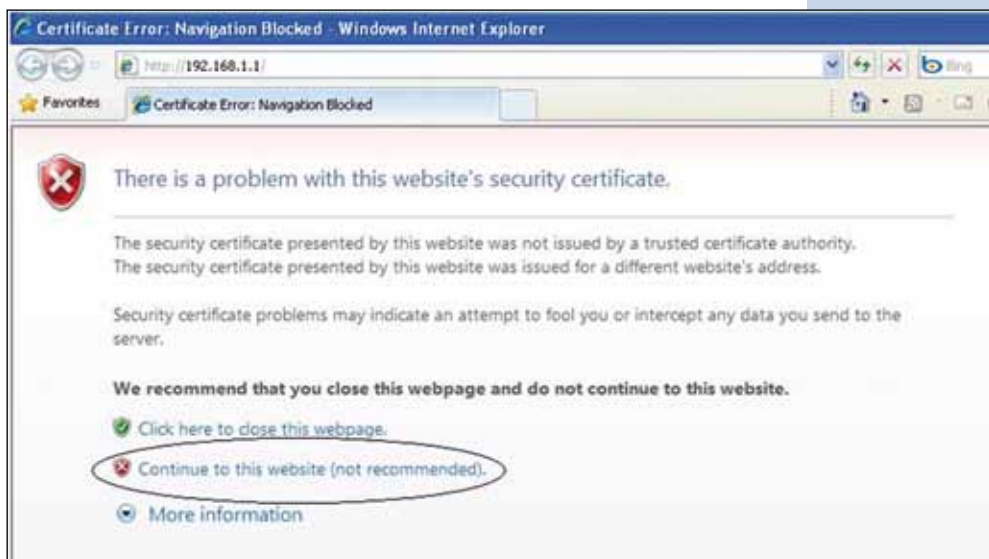 Certificate Error: Navigation Blocked - Windows Internet Explorer
http://192.168.1.1/
Bing
Favorites
Certificate Error: Navigation Blocked
There is a problem with this website's security certificate.
The security certificate presented by this website was not issued by a trusted certificate authority.
The security certificate presented by this website was issued for a different website's address.
Security certificate problems may indicate an attempt to fool you or intercept any data you send to the
server.
We recommend that you close this webpage and do not continue to this website.
Click here to close this webpage.
Continue to this website (not recommended).
More information